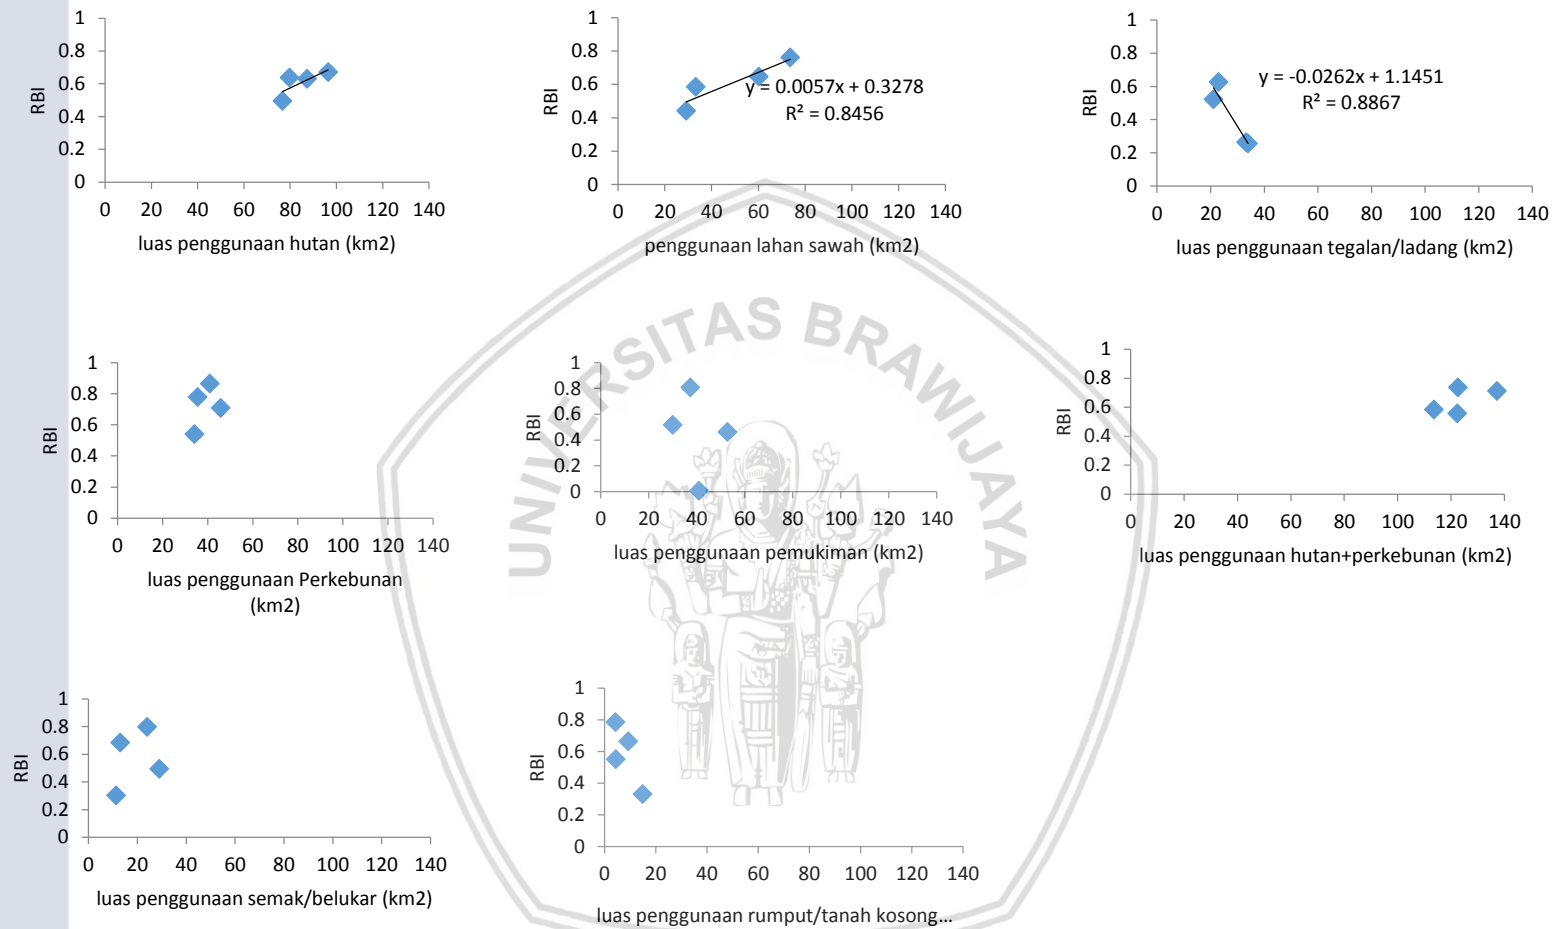 1
0.8
0.6
0.4
0.2
0
RBI
0 20 40 60 80 100 120 140
luas penggunaan hutan (km2)
1
0.8
0.6
0.4
0.2
0
RBI
y = 0.0057x + 0.3278
R² = 0.8456
0 20 40 60 80 100 120 140
penggunaan lahan sawah (km2)
1
0.8
0.6
0.4
0.2
0
RBI
y = -0.0262x + 1.1451
R² = 0.8867
0 20 40 60 80 100 120 140
luas penggunaan tegalan/ladang (km2)
UNIVERSITAS BRAWIJAYA
1
0.8
0.6
0.4
0.2
0
RBI
0 20 40 60 80 100 120 140
luas penggunaan Perkebunan
(km2)
1
0.8
0.6
0.4
0.2
0
RBI
0 20 40 60 80 100 120 140
luas penggunaan pemukiman (km2)
1
0.8
0.6
0.4
0.2
0
RBI
0 20 40 60 80 100 120 140
luas penggunaan hutan+perkebunan (km2)
1
0.8
0.6
0.4
0.2
0
RBI
0 20 40 60 80 100 120 140
luas penggunaan semak/belukar (km2)
1
0.8
0.6
0.4
0.2
0
RBI
0 20 40 60 80 100 120 140
luas penggunaan rumput/tanah kosong...